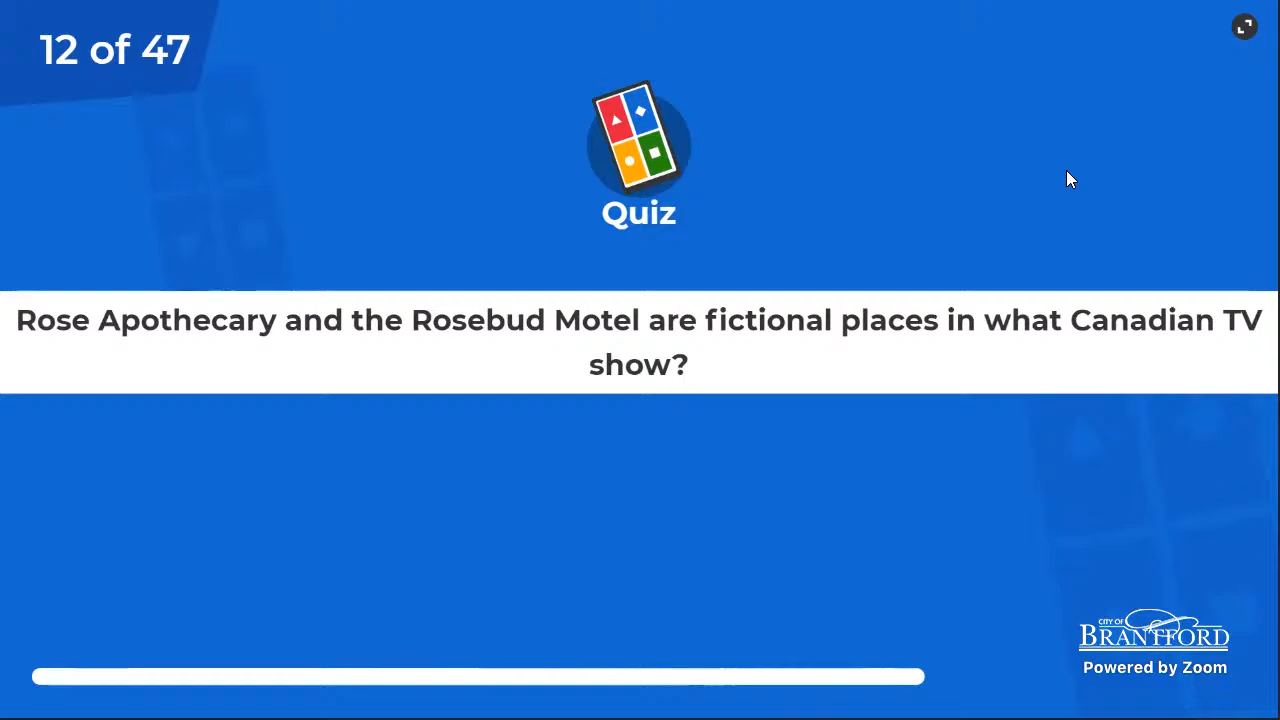 12 of 47
Quiz
Rose Apothecary and the Rosebud Motel are fictional places in what Canadian TV
show?
CITY OF
BRANTFORD
Powered by Zoom